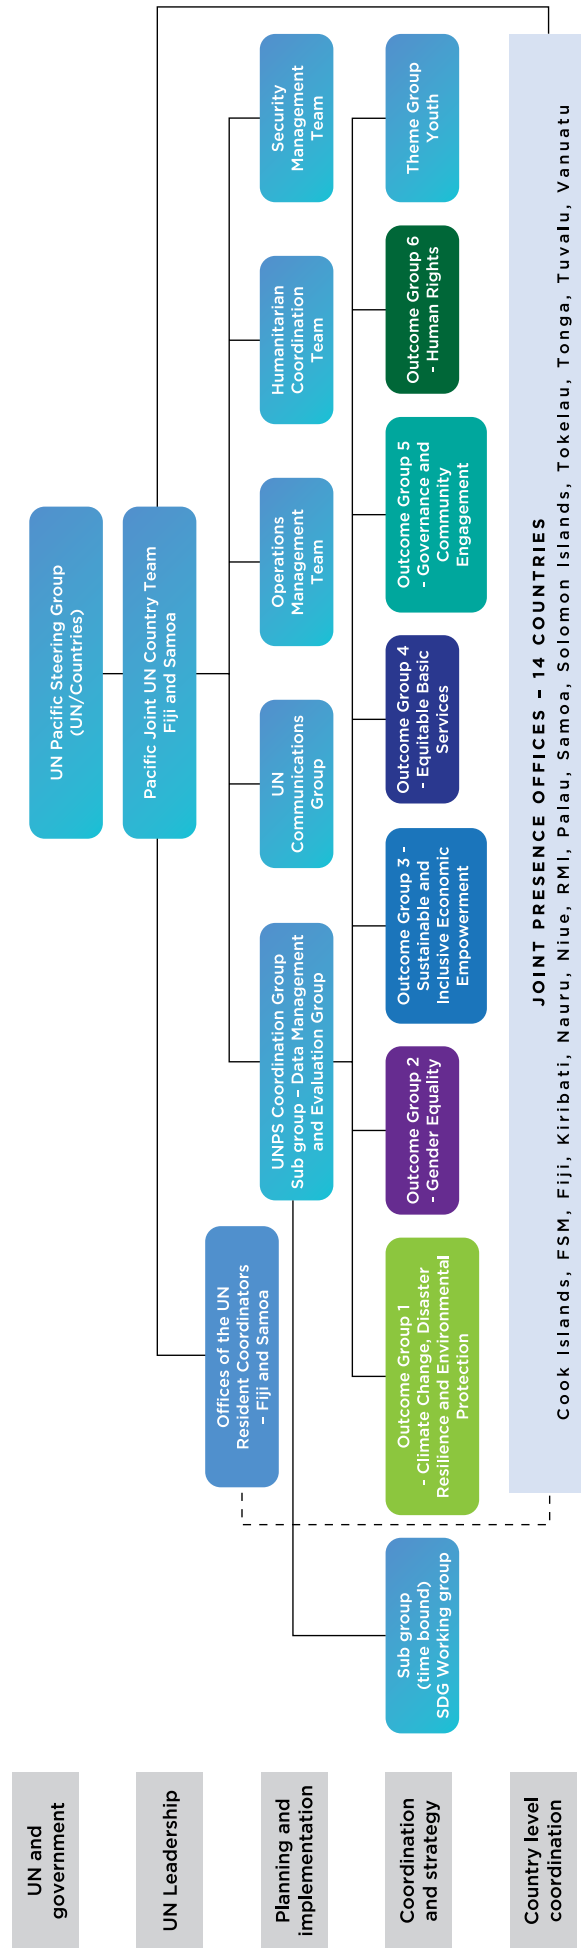 UN and
government
UN Pacific Steering Group
(UN/Countries)
UN Leadership
Pacific Joint UN Country Team
Fiji and Samoa
Offices of the UN
Resident Coordinators
– Fiji and Samoa
Planning and
implementation
UNPS Coordination Group
Sub group – Data Management
and Evaluation Group
UN
Communications
Group
Operations
Management
Team
Humanitarian
Coordination
Team
Security
Management
Team
Coordination
and strategy
Sub group
(time bound)
SDG Working group
Outcome Group 1
- Climate Change, Disaster
Resilience and Environmental
Protection
Outcome Group 2
- Gender Equality
Outcome Group 3 -
Sustainable and
Inclusive Economic
Empowerment
Outcome Group 4
- Equitable Basic
Services
Outcome Group 5
- Governance and
Community
Engagement
Outcome Group 6
- Human Rights
Theme Group
Youth
Country level
coordination
JOINT PRESENCE OFFICES – 14 COUNTRIES
Cook Islands, FSM, Fiji, Kiribati, Nauru, Niue, RMI, Palau, Samoa, Solomon Islands, Tokelau, Tonga, Tuvalu, Vanuatu